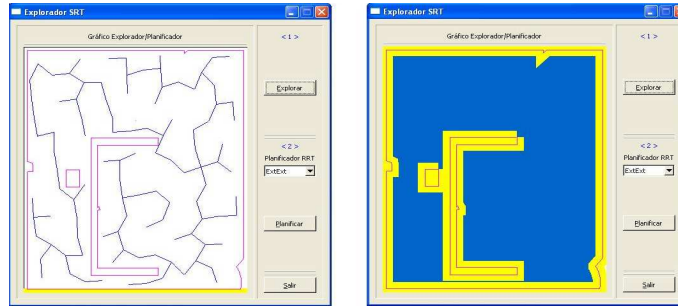 Explorador SRT
Gráfico Explorador/Planificador
< 1 >
Explorar
< 2 >
Planificador RRT
ExtExt
Planificar
Salir
Explorador SRT
Gráfico Explorador/Planificador
< 1 >
Explorar
< 2 >
Planificador RRT
ExtExt
Planificar
Salir